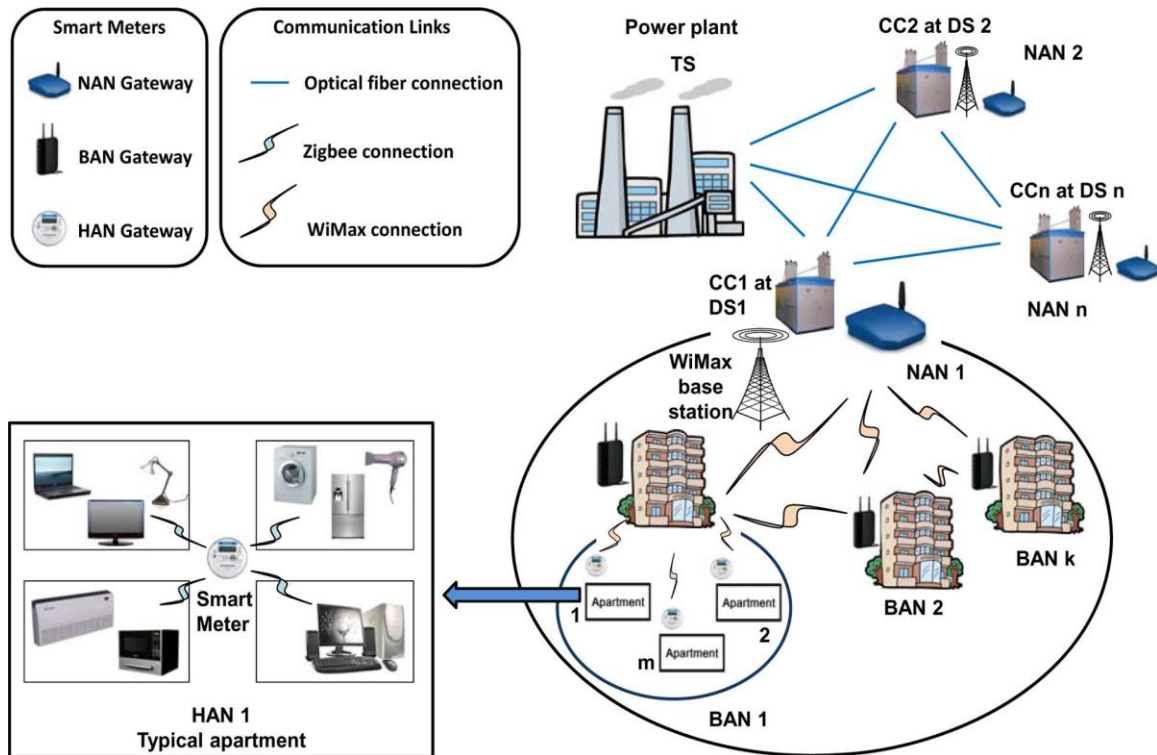 Smart Meters
NAN Gateway
BAN Gateway
HAN Gateway
Communication Links
Optical fiber connection
Zigbee connection
WiMax connection
Power plant
TS
CC2 at DS 2
NAN 2
CCn at DS n
NAN n
CC1 at
DS1
NAN 1
WiMax
base
station
BAN k
BAN 2
Apartment
1
Apartment
2
Apartment
m
BAN 1
Smart
Meter
HAN 1
Typical apartment